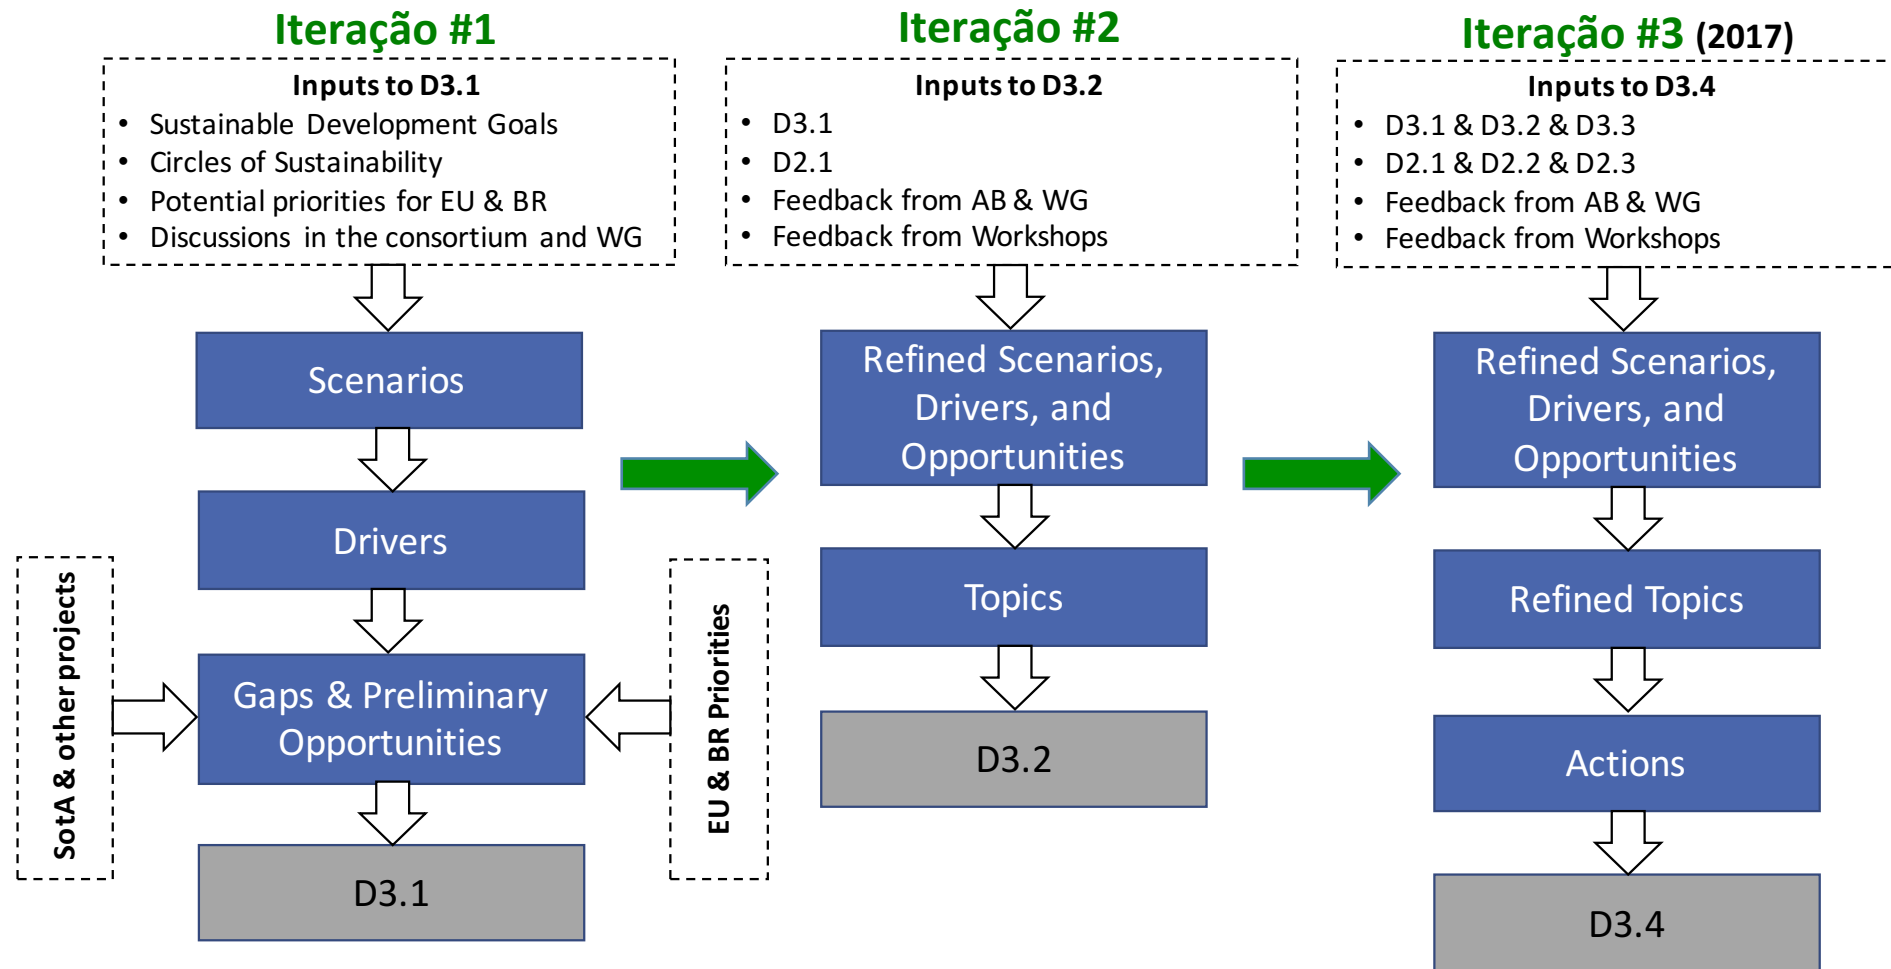 Iteração #1
Inputs to D3.1
• Sustainable Development Goals
• Circles of Sustainability
• Potential priorities for EU & BR
• Discussions in the consortium and WG
Scenarios
Drivers
SotA & other projects
Gaps & Preliminary
Opportunities
EU & BR Priorities
D3.1
Iteração #2
Inputs to D3.2
• D3.1
• D2.1
• Feedback from AB & WG
• Feedback from Workshops
Refined Scenarios,
Drivers, and
Opportunities
Topics
D3.2
Iteração #3 (2017)
Inputs to D3.4
• D3.1 & D3.2 & D3.3
• D2.1 & D2.2 & D2.3
• Feedback from AB & WG
• Feedback from Workshops
Refined Scenarios,
Drivers, and
Opportunities
Refined Topics
Actions
D3.4